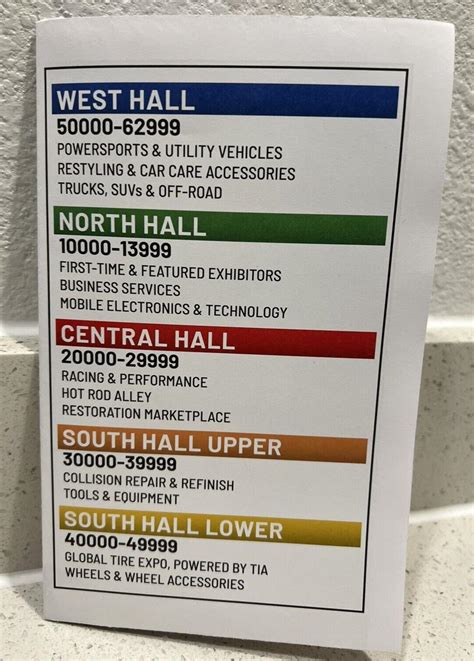 WEST HALL
50000-62999
POWERSPORTS & UTILITY VEHICLES
RESTYLING & CAR CARE ACCESSORIES
TRUCKS, SUVs & OFF-ROAD
NORTH HALL
10000-13999
FIRST-TIME & FEATURED EXHIBITORS
BUSINESS SERVICES
MOBILE ELECTRONICS & TECHNOLOGY
CENTRAL HALL
20000-29999
RACING & PERFORMANCE
HOT ROD ALLEY
RESTORATION MARKETPLACE
SOUTH HALL UPPER
30000-39999
COLLISION REPAIR & REFINISH
TOOLS & EQUIPMENT
SOUTH HALL LOWER
40000-49999
GLOBAL TIRE EXPO, POWERED BY TIA
WHEELS & WHEEL ACCESSORIES